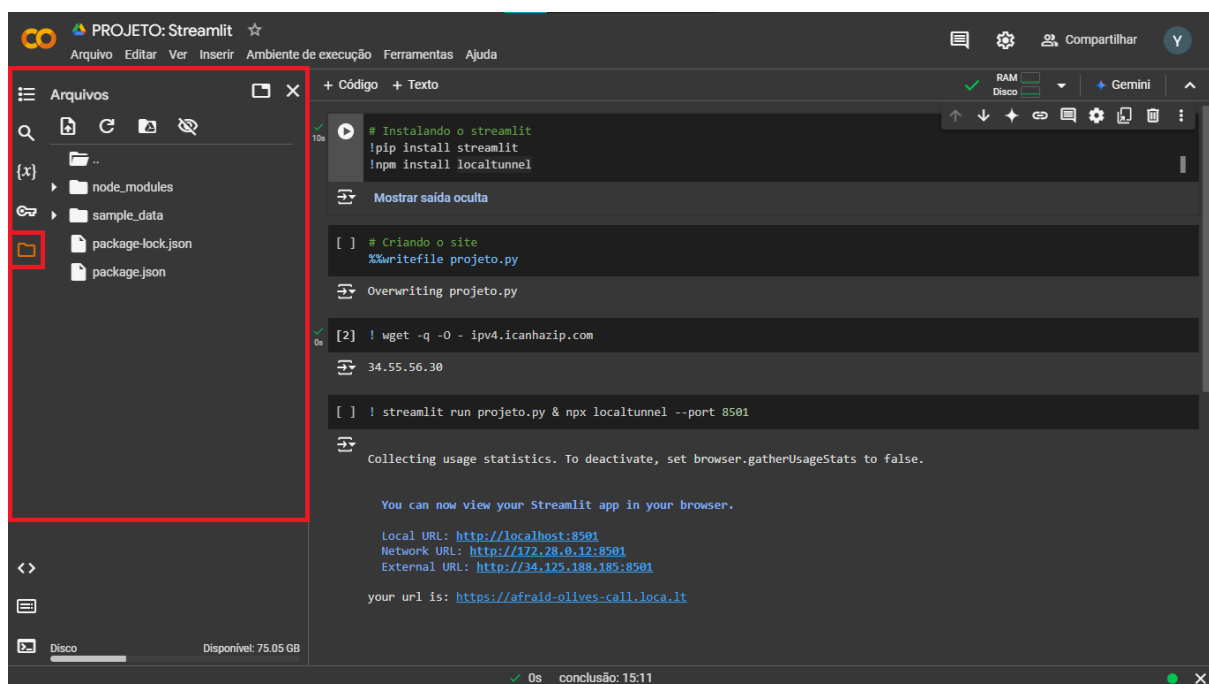 PROJETO: Streamlit
Arquivo Editar Ver Inserir Ambiente de execução Ferramentas Ajuda
Compartilhar
Y
Arquivos
..
node_modules
sample_data
package-lock.json
package.json
{x}
<>
Disco
Disponível: 75.05 GB
+ Código + Texto
RAM
Disco
Gemini
10s
# Instalando o streamlit
!pip install streamlit
!npm install localtunnel
Mostrar saída oculta
[ ] # Criando o site
%%writefile projeto.py
Overwriting projeto.py
0s
[2] ! wget -q -O - ipv4.icanhazip.com
34.55.56.30
[ ] ! streamlit run projeto.py & npx localtunnel --port 8501
Collecting usage statistics. To deactivate, set browser.gatherUsageStats to false.
You can now view your Streamlit app in your browser.
Local URL: http://localhost:8501
Network URL: http://172.28.0.12:8501
External URL: http://34.125.188.185:8501
your url is: https://afraid-olives-call.loca.lt
0s conclusão: 15:11